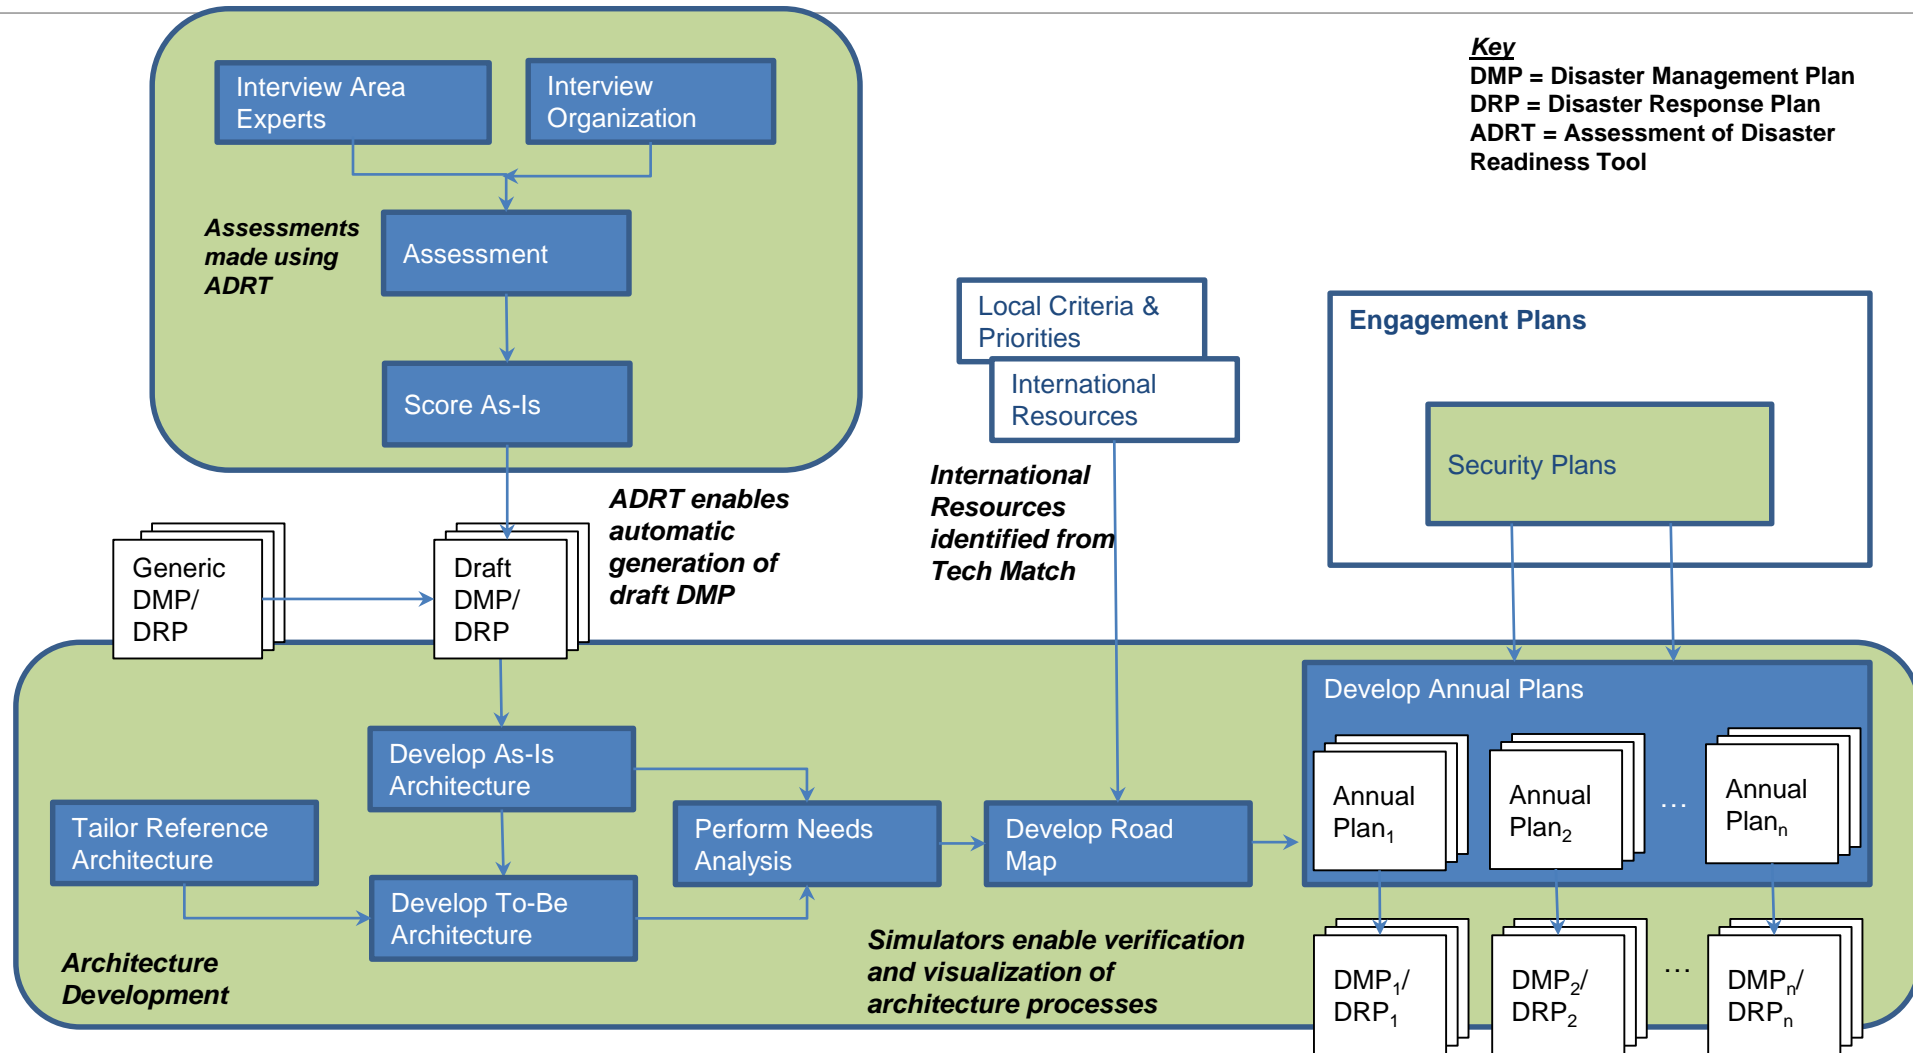 Interview Area
Experts
Interview
Organization
Key
DMP = Disaster Management Plan
DRP = Disaster Response Plan
ADRT = Assessment of Disaster
Readiness Tool
Assessments
made using
ADRT
Assessment
Score As-Is
Local Criteria &
Priorities
International
Resources
Engagement Plans
Security Plans
ADRT enables
automatic
generation of
draft DMP
International
Resources
identified from
Tech Match
Generic
DMP/
DRP
Draft
DMP/
DRP
Develop As-Is
Architecture
Tailor Reference
Architecture
Develop To-Be
Architecture
Perform Needs
Analysis
Develop Road
Map
Develop Annual Plans
Annual
Plan1
Annual
Plan2
...
Annual
Plann
Architecture
Development
Simulators enable verification
and visualization of
architecture processes
DMP1/
DRP1
DMP2/
DRP2
...
DMPn/
DRPn